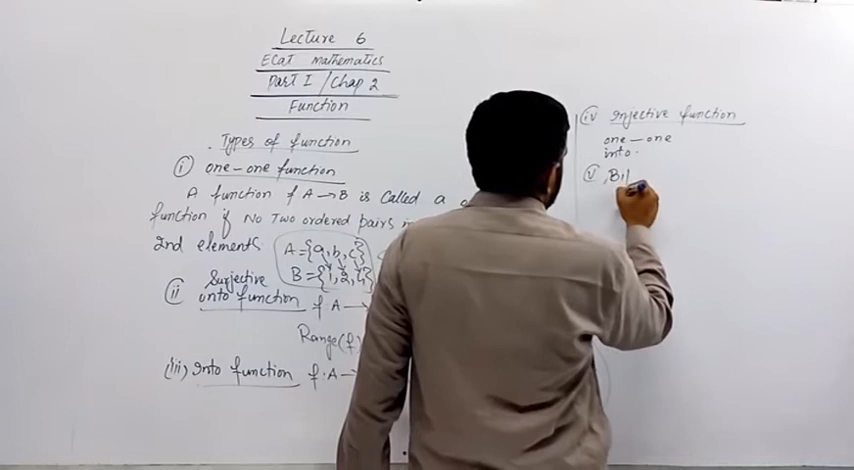 Lecture 6
ECat Mathematics
Part I / Chap 2
Function
Types of function
(i) one-one function
A function f A→B is Called a
function if No Two ordered pairs
2nd elements A={a,b,c}
B={1,2,4}
Surjective
(ii) onto function f:A→
Range(f)
(iii) Into function f:A→
(iv) Injective function
one-one
into.
(v) Bij